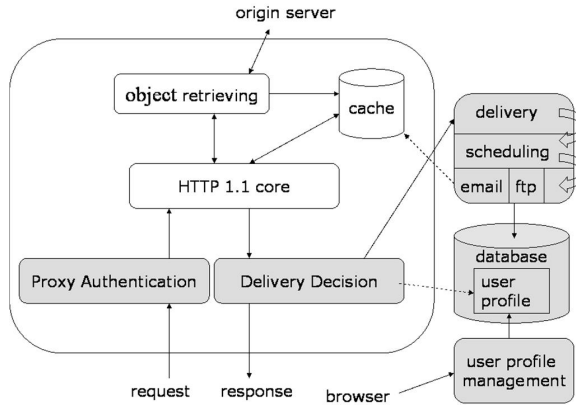 origin server
object retrieving
cache
delivery
scheduling
email
ftp
HTTP 1.1 core
database
user
profile
Proxy Authentication
Delivery Decision
user profile
management
request
response
browser